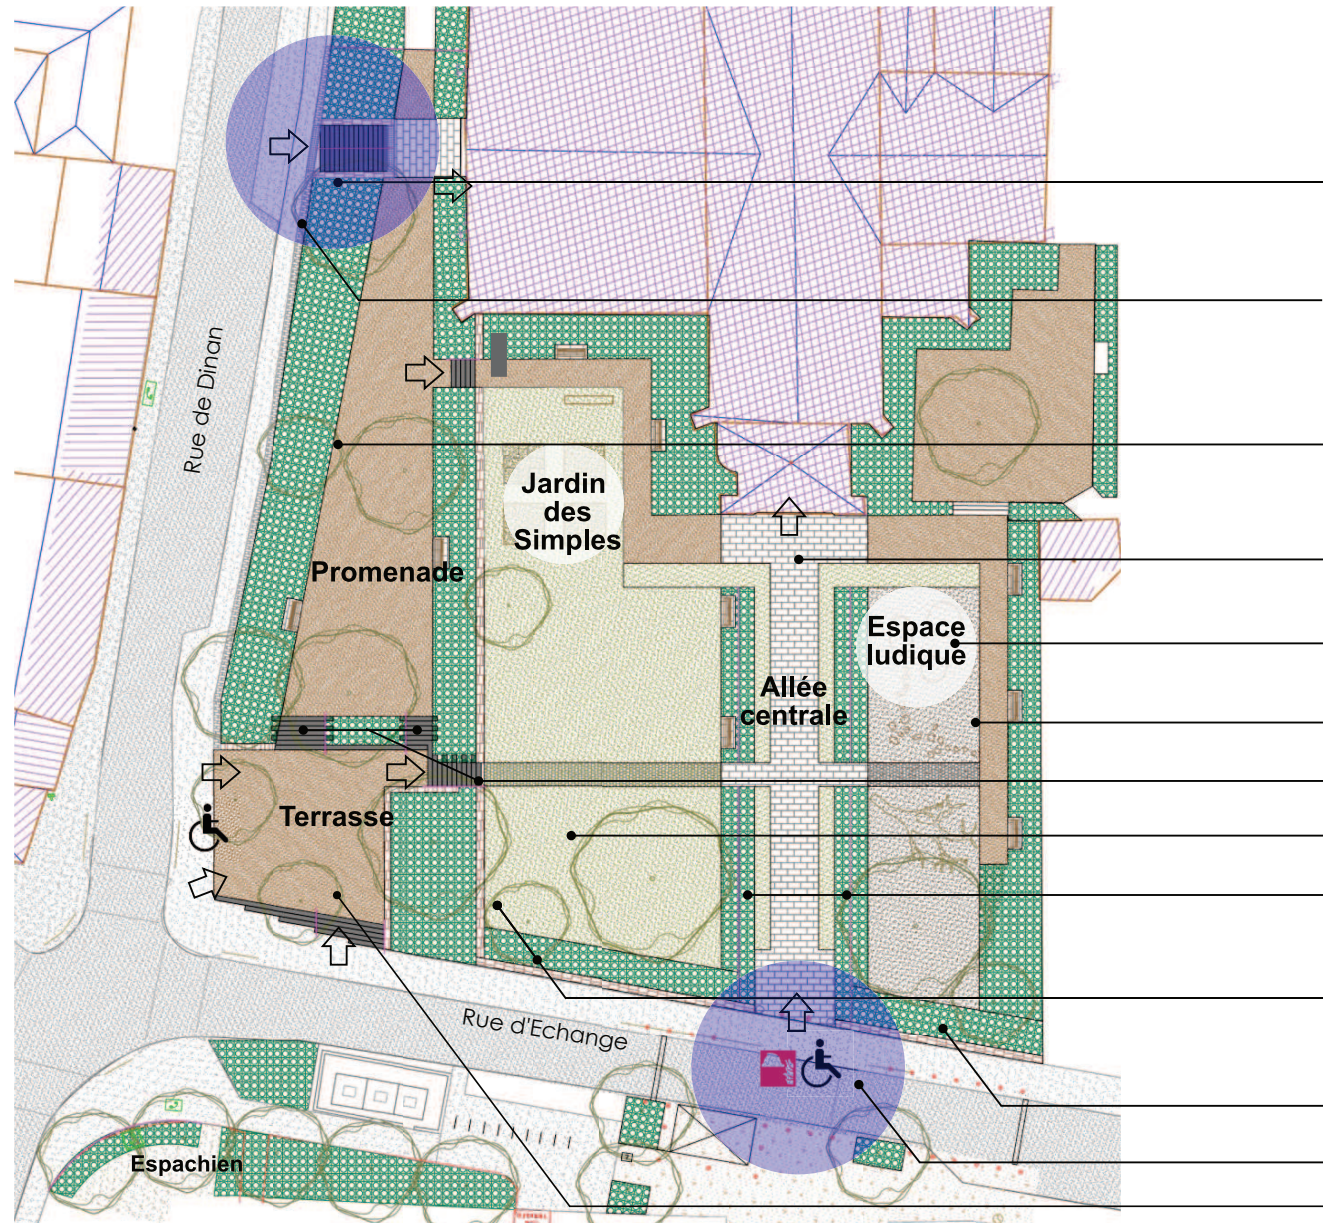 Rue de Dinan
Jardin
des
Simples
Promenade
Espace
ludique
Allée
centrale
Terrasse
Rue d'Echange
Espachien